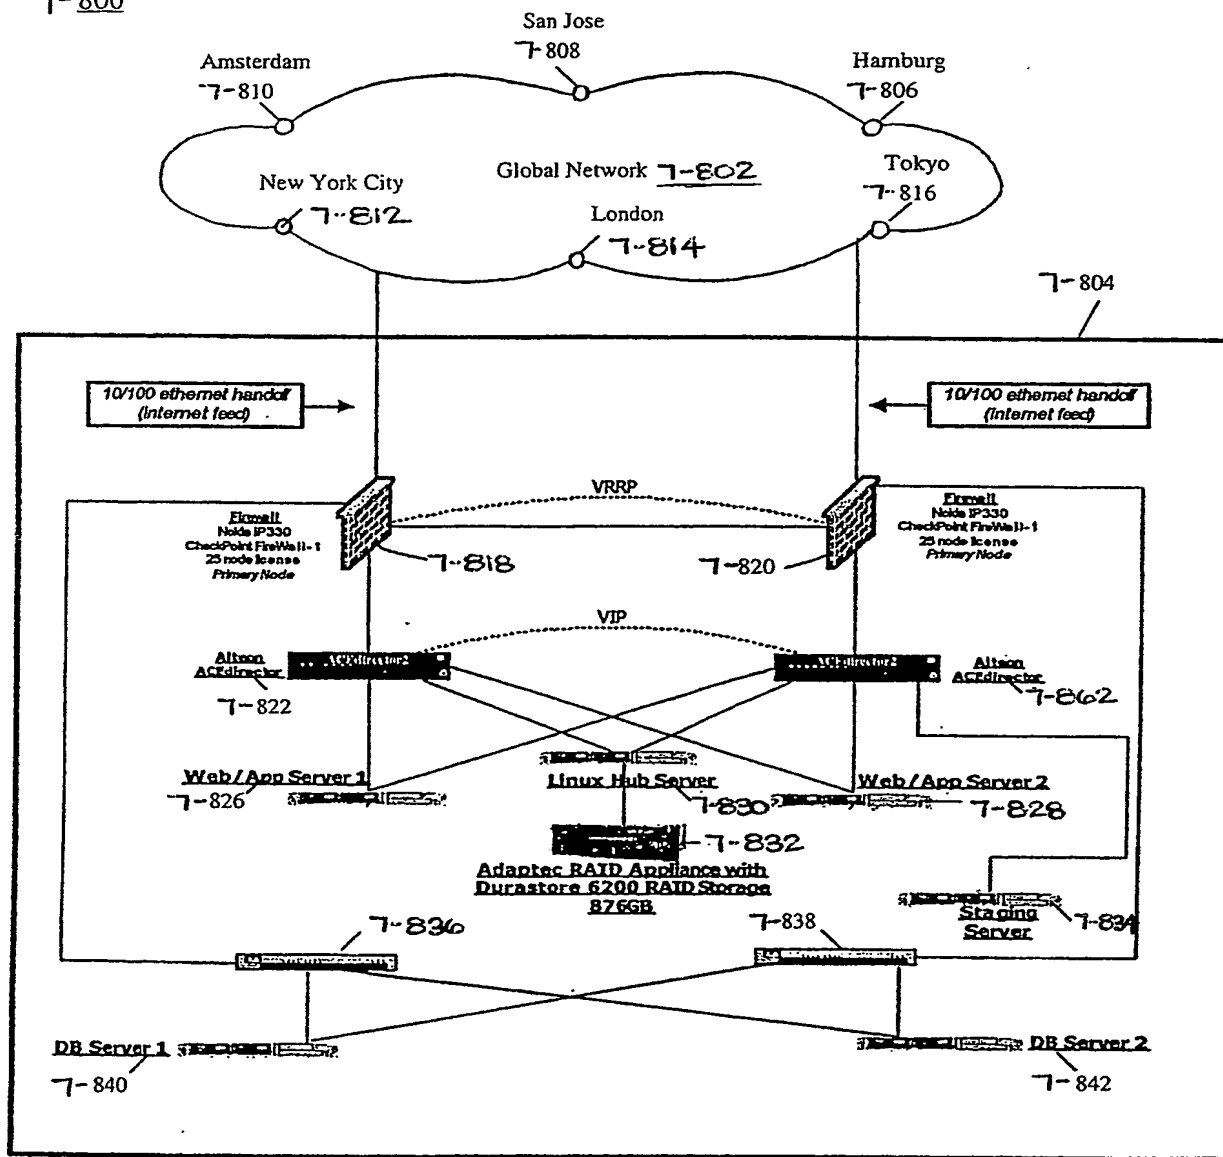 7-800
San Jose
7-808
Amsterdam
7-810
Hamburg
7-806
Global Network 7-802
New York City
7-812
Tokyo
7-816
London
7-814
7-804
10/100 ethernet handoff
(Internet feed)
10/100 ethernet handoff
(Internet feed)
VRRP
Firewall
Nokia IP330
CheckPoint FireWall-1
25 node license
Primary Node
7-818
Firewall
Nokia IP330
CheckPoint FireWall-1
25 node license
Primary Node
7-820
VIP
Alteon
ACEdirector
7-822
ACEdirector2
ACEdirector2
Alteon
ACEdirector
7-862
Web/App Server 1
7-826
Linux Hub Server
7-830
Web/App Server 2
7-828
7-832
Adaptec RAID Appliance with
Durastore 6200 RAID Storage
876GB
Staging
Server
7-834
7-836
7-838
DB Server 1
7-840
DB Server 2
7-842